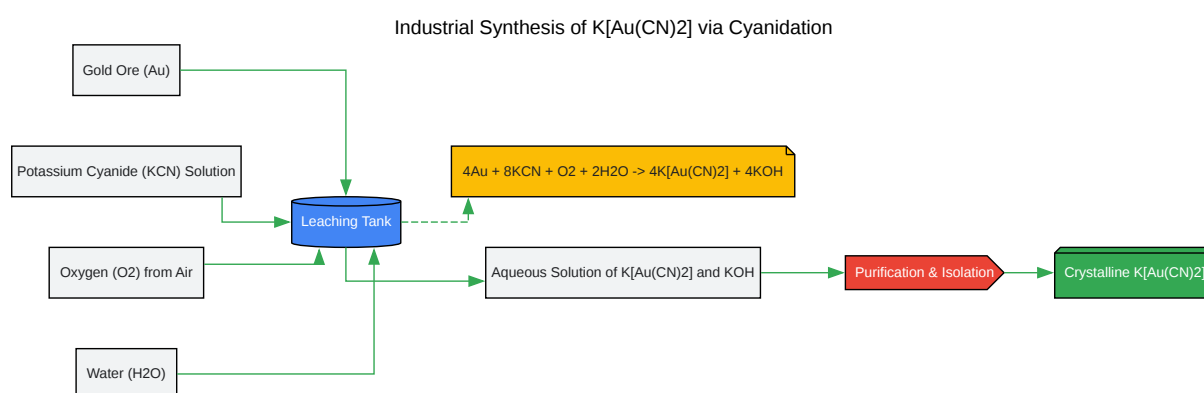 Industrial Synthesis of K[Au(CN)2] via Cyanidation
Gold Ore (Au)
Potassium Cyanide (KCN) Solution
4Au + 8KCN + O2 + 2H2O -> 4K[Au(CN)2] + 4KOH
Leaching Tank
Oxygen (O2) from Air
Aqueous Solution of K[Au(CN)2] and KOH
Purification & Isolation
Crystalline K[Au(CN)2]
Water (H2O)